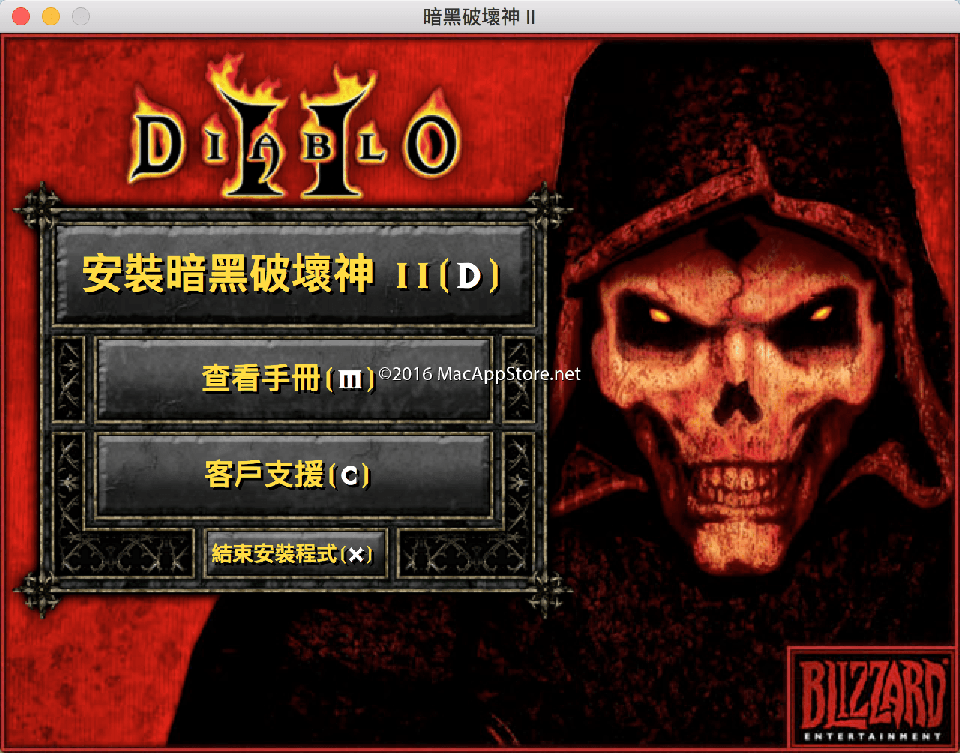 暗黑破壞神 II
DIABLO
II
安裝暗黑破壞神 II(D)
查看手冊(m)
©2016 MacAppStore.net
客戶支援(C)
結束安裝程式(X)
BLIZZARD
ENTERTAINMENT